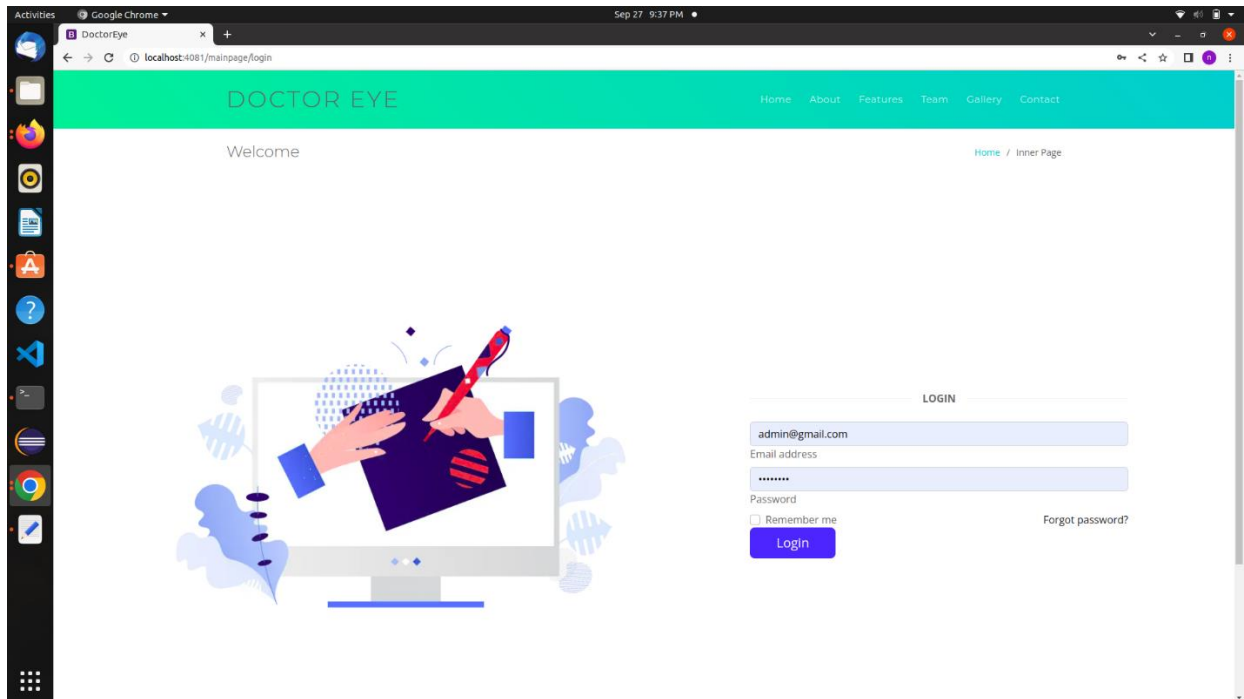 Activities Google Chrome Sep 27 9:37 PM
DoctorEye
localhost:4081/mainpage/login
DOCTOR EYE Home About Features Team Gallery Contact
Welcome Home / Inner Page
LOGIN
admin@gmail.com
Email address
••••••••
Password
Remember me Forgot password?
Login